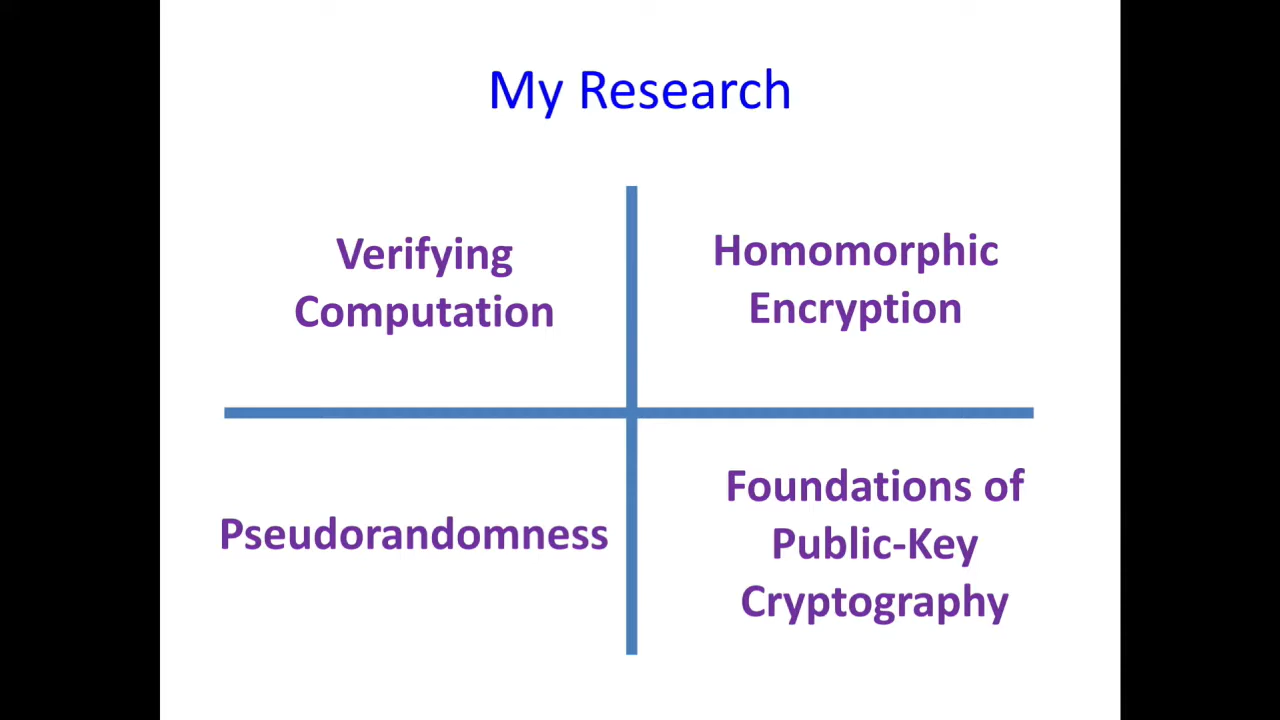 My Research
Verifying
Computation
Homomorphic
Encryption
Pseudorandomness
Foundations of
Public-Key
Cryptography